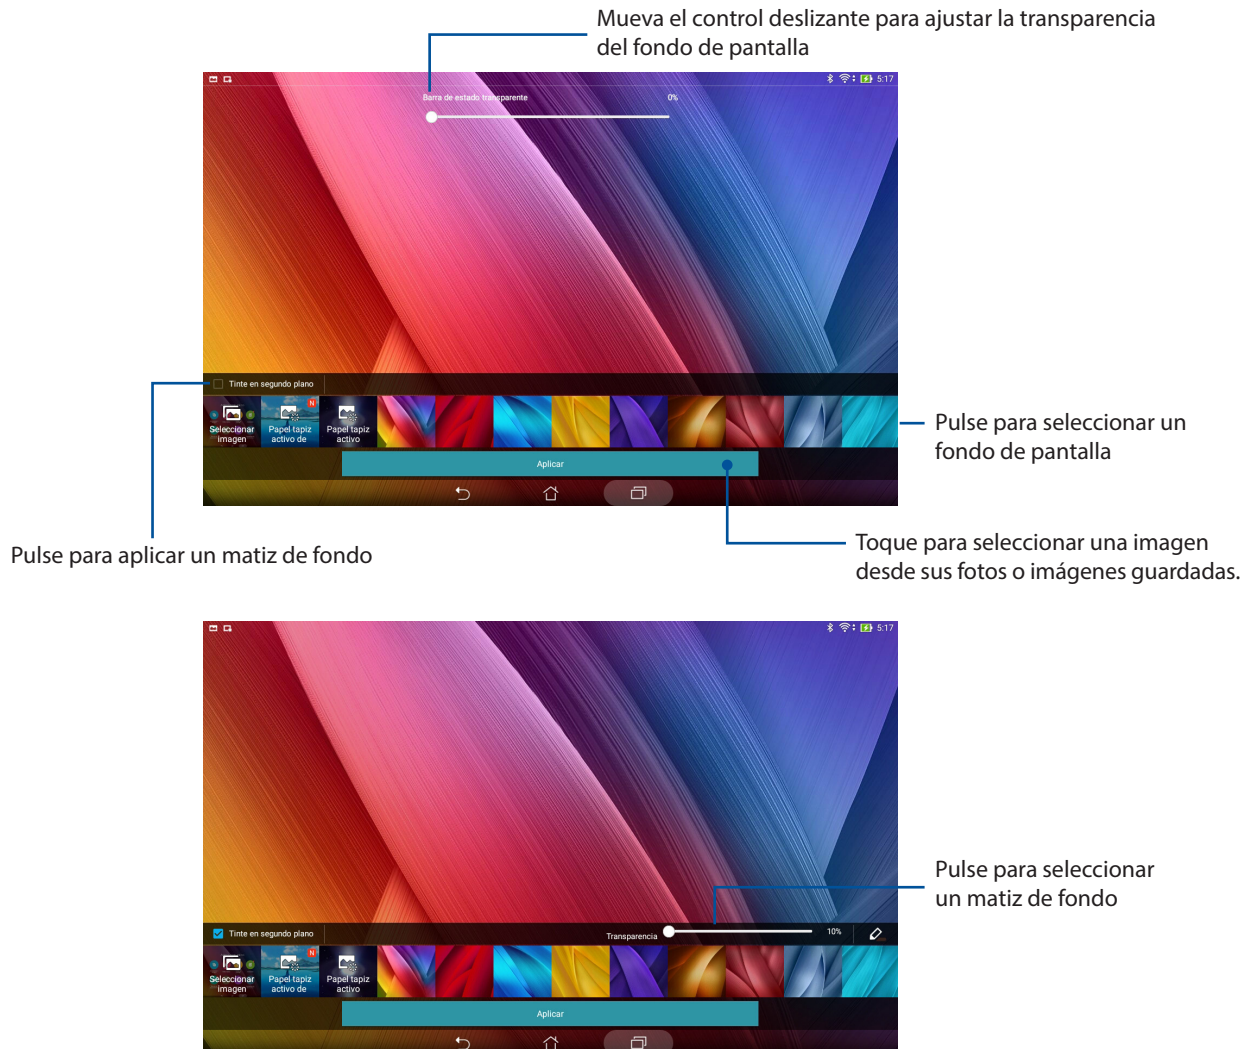 Mueva el control deslizante para ajustar la transparencia
del fondo de pantalla
5:17
Barra de estado transparente 0%
Tinte en segundo plano
Seleccionar
imagen
N
Papel tapiz
activo de
Papel tapiz
activo
Pulse para seleccionar un
fondo de pantalla
Aplicar
Pulse para aplicar un matiz de fondo
Toque para seleccionar una imagen
desde sus fotos o imágenes guardadas.
5:17
Pulse para seleccionar
un matiz de fondo
Tinte en segundo plano
Transparencia 10%
Seleccionar
imagen
N
Papel tapiz
activo de
Papel tapiz
activo
Aplicar